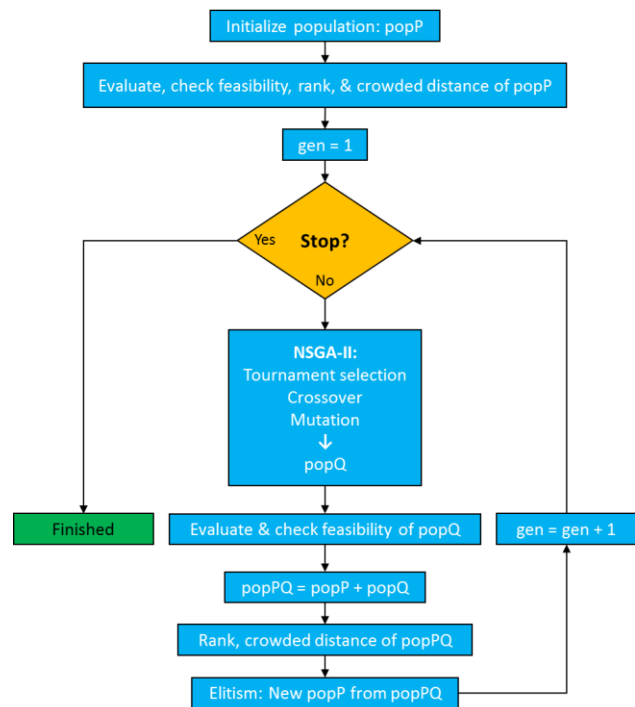 Initialize population: popP
Evaluate, check feasibility, rank, & crowded distance of popP
gen = 1
Yes
Stop?
No
NSGA-II:
Tournament selection
Crossover
Mutation
↓
popQ
Finished
Evaluate & check feasibility of popQ
gen = gen + 1
popPQ = popP + popQ
Rank, crowded distance of popPQ
Elitism: New popP from popPQ